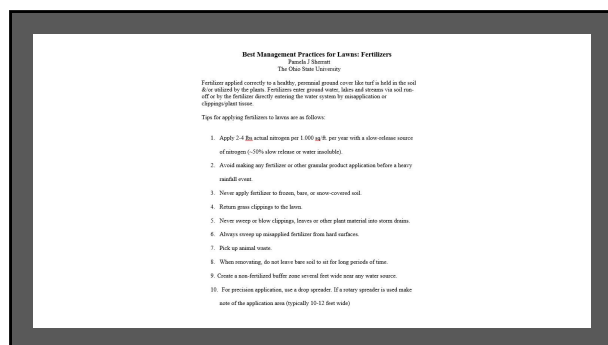 Best Management Practices for Lawns: Fertilizers
Pamela J Sherratt
The Ohio State University
Fertilizer applied correctly to a healthy, perennial ground cover like turf is held in the soil
&/or utilized by the plants. Fertilizers enter ground water, lakes and streams via soil run-
off or by the fertilizer directly entering the water system by misapplication or
clippings/plant tissue.
Tips for applying fertilizers to lawns are as follows:
1. Apply 2-4 lbs actual nitrogen per 1.000 sq/ft. per year with a slow-release source
of nitrogen (~50% slow release or water insoluble).
2. Avoid making any fertilizer or other granular product application before a heavy
rainfall event.
3. Never apply fertilizer to frozen, bare, or snow-covered soil.
4. Return grass clippings to the lawn.
5. Never sweep or blow clippings, leaves or other plant material into storm drains.
6. Always sweep up misapplied fertilizer from hard surfaces.
7. Pick up animal waste.
8. When renovating, do not leave bare soil to sit for long periods of time.
9. Create a non-fertilized buffer zone several feet wide near any water source.
10. For precision application, use a drop spreader. If a rotary spreader is used make
note of the application area (typically 10-12 feet wide)